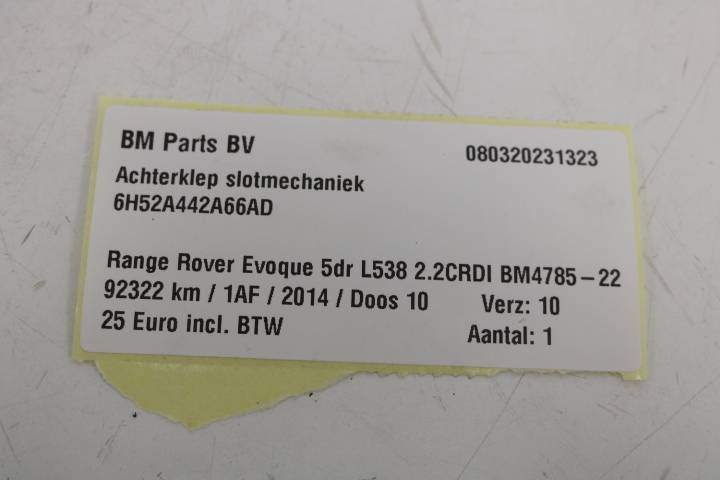 BM Parts BV 080320231323
Achterklep slotmechaniek
6H52A442A66AD
Range Rover Evoque 5dr L538 2.2CRDI BM4785-22
92322 km / 1AF / 2014 / Doos 10 Verz: 10
25 Euro incl. BTW Aantal: 1